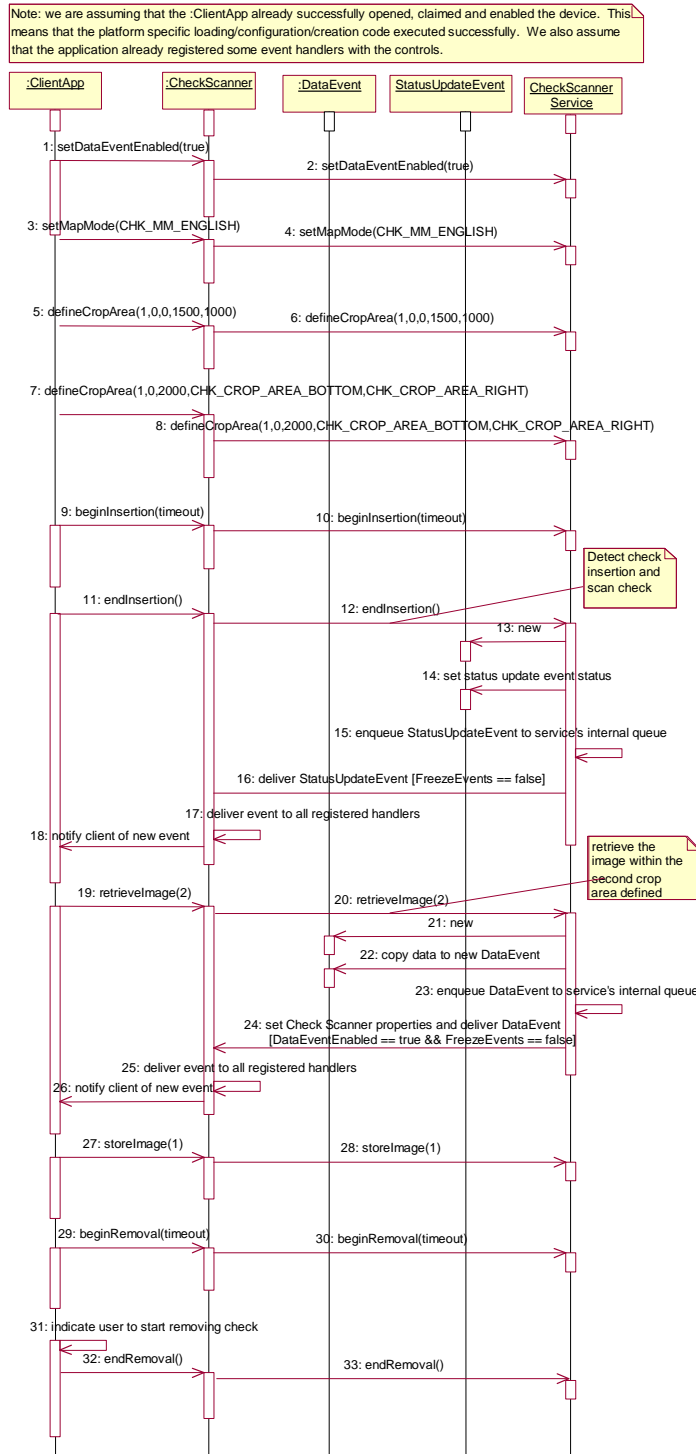 Note: we are assuming that the :ClientApp already successfully opened, claimed and enabled the device.  This
means that the platform specific loading/configuration/creation code executed successfully.  We also assume
that the application already registered some event handlers with the controls.
:ClientApp
:CheckScanner
:DataEvent
StatusUpdateEvent
CheckScanner
Service
1: setDataEventEnabled(true)
2: setDataEventEnabled(true)
3: setMapMode(CHK_MM_ENGLISH)
4: setMapMode(CHK_MM_ENGLISH)
5: defineCropArea(1,0,0,1500,1000)
6: defineCropArea(1,0,0,1500,1000)
7: defineCropArea(1,0,2000,CHK_CROP_AREA_BOTTOM,CHK_CROP_AREA_RIGHT)
8: defineCropArea(1,0,2000,CHK_CROP_AREA_BOTTOM,CHK_CROP_AREA_RIGHT)
9: beginInsertion(timeout)
10: beginInsertion(timeout)
Detect check
insertion and
scan check
11: endInsertion()
12: endInsertion()
13: new
14: set status update event status
15: enqueue StatusUpdateEvent to service's internal queue
16: deliver StatusUpdateEvent [FreezeEvents == false]
17: deliver event to all registered handlers
18: notify client of new event
retrieve the
image within the
second crop
area defined
19: retrieveImage(2)
20: retrieveImage(2)
21: new
22: copy data to new DataEvent
23: enqueue DataEvent to service's internal queue
24: set Check Scanner properties and deliver DataEvent
[DataEventEnabled == true && FreezeEvents == false]
25: deliver event to all registered handlers
26: notify client of new event
27: storeImage(1)
28: storeImage(1)
29: beginRemoval(timeout)
30: beginRemoval(timeout)
31: indicate user to start removing check
32: endRemoval()
33: endRemoval()